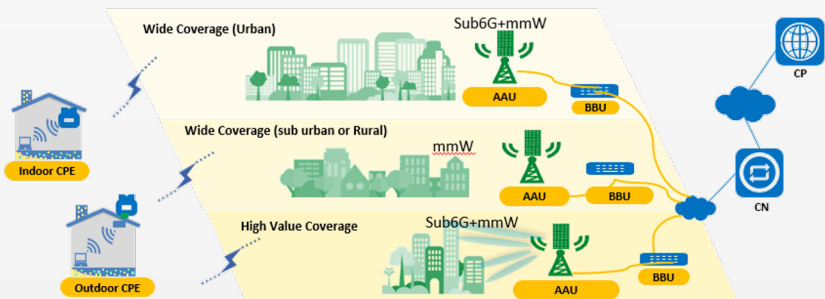 Wide Coverage (Urban)
Sub6G+mmW
AAU
BBU
CP
Indoor CPE
Wide Coverage (sub urban or Rural)
mmW
AAU
BBU
CN
Outdoor CPE
High Value Coverage
Sub6G+mmW
AAU
BBU